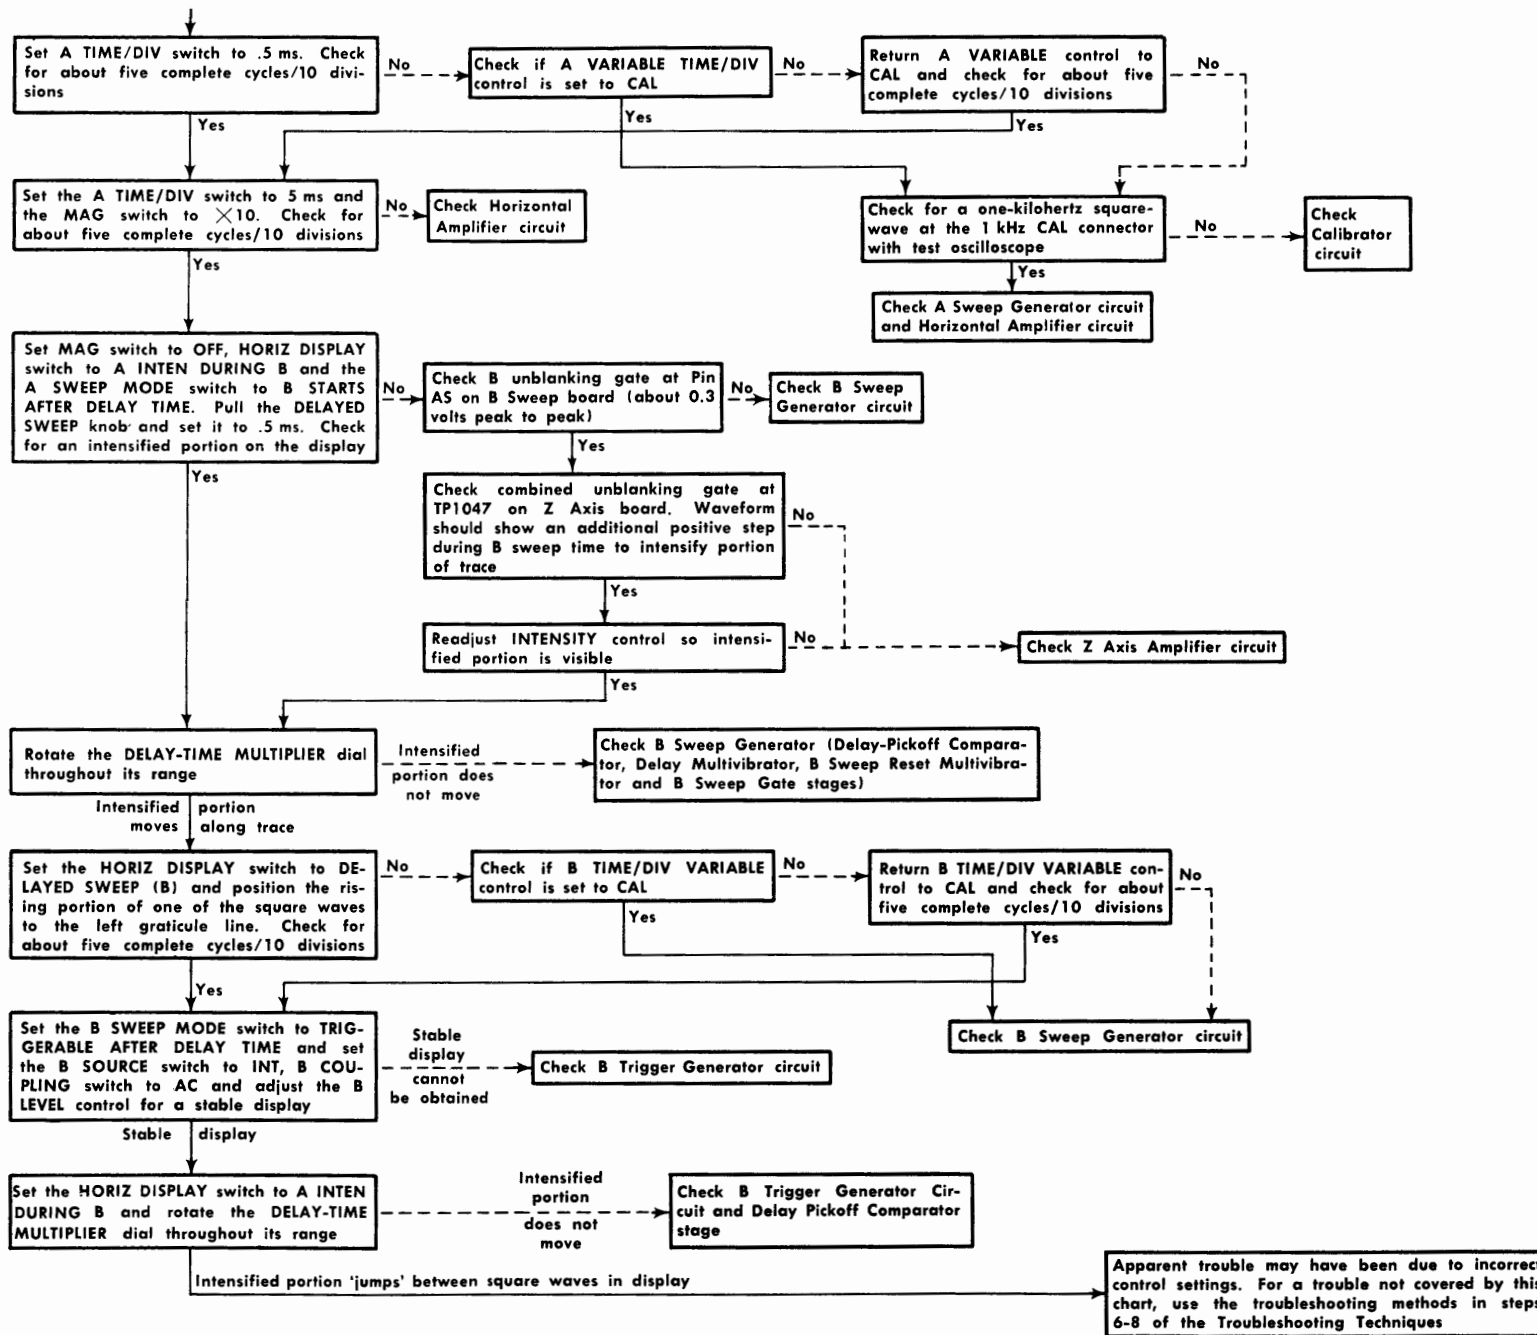 Set A TIME/DIV switch to .5 ms. Check
for about five complete cycles/10 divi-
sions
No
Check if A VARIABLE TIME/DIV
control is set to CAL
No
Return A VARIABLE control to
CAL and check for about five
complete cycles/10 divisions
No
Yes
Yes
Yes
Set the A TIME/DIV switch to 5 ms and
the MAG switch to ×10. Check for
about five complete cycles/10 divisions
No
Check Horizontal
Amplifier circuit
Check for a one-kilohertz square-
wave at the 1 kHz CAL connector
with test oscilloscope
No
Check
Calibrator
circuit
Yes
Yes
Check A Sweep Generator circuit
and Horizontal Amplifier circuit
Set MAG switch to OFF, HORIZ DISPLAY
switch to A INTEN DURING B and the
A SWEEP MODE switch to B STARTS
AFTER DELAY TIME. Pull the DELAYED
SWEEP knob and set it to .5 ms. Check
for an intensified portion on the display
No
Check B unblanking gate at Pin
AS on B Sweep board (about 0.3
volts peak to peak)
No
Check B Sweep
Generator circuit
Yes
Yes
Check combined unblanking gate at
TP1047 on Z Axis board. Waveform
should show an additional positive step
during B sweep time to intensify portion
of trace
No
Yes
Readjust INTENSITY control so intensi-
fied portion is visible
No
Check Z Axis Amplifier circuit
Yes
Rotate the DELAY-TIME MULTIPLIER dial
throughout its range
Intensified
portion does
not move
Check B Sweep Generator (Delay-Pickoff Compara-
tor, Delay Multivibrator, B Sweep Reset Multivibra-
tor and B Sweep Gate stages)
Intensified portion
moves along trace
Set the HORIZ DISPLAY switch to DE-
LAYED SWEEP (B) and position the ris-
ing portion of one of the square waves
to the left graticule line. Check for
about five complete cycles/10 divisions
No
Check if B TIME/DIV VARIABLE
control is set to CAL
No
Return B TIME/DIV VARIABLE con-
trol to CAL and check for about
five complete cycles/10 divisions
No
Yes
Yes
Yes
Set the B SWEEP MODE switch to TRIG-
GERABLE AFTER DELAY TIME and set
the B SOURCE switch to INT, B COU-
PLING switch to AC and adjust the B
LEVEL control for a stable display
Stable
display
cannot
be obtained
Check B Trigger Generator circuit
Check B Sweep Generator circuit
Stable display
Set the HORIZ DISPLAY switch to A INTEN
DURING B and rotate the DELAY-TIME
MULTIPLIER dial throughout its range
Intensified
portion
does not
move
Check B Trigger Generator Cir-
cuit and Delay Pickoff Comparator
stage
Intensified portion 'jumps' between square waves in display
Apparent trouble may have been due to incorrect
control settings. For a trouble not covered by this
chart, use the troubleshooting methods in steps
6-8 of the Troubleshooting Techniques